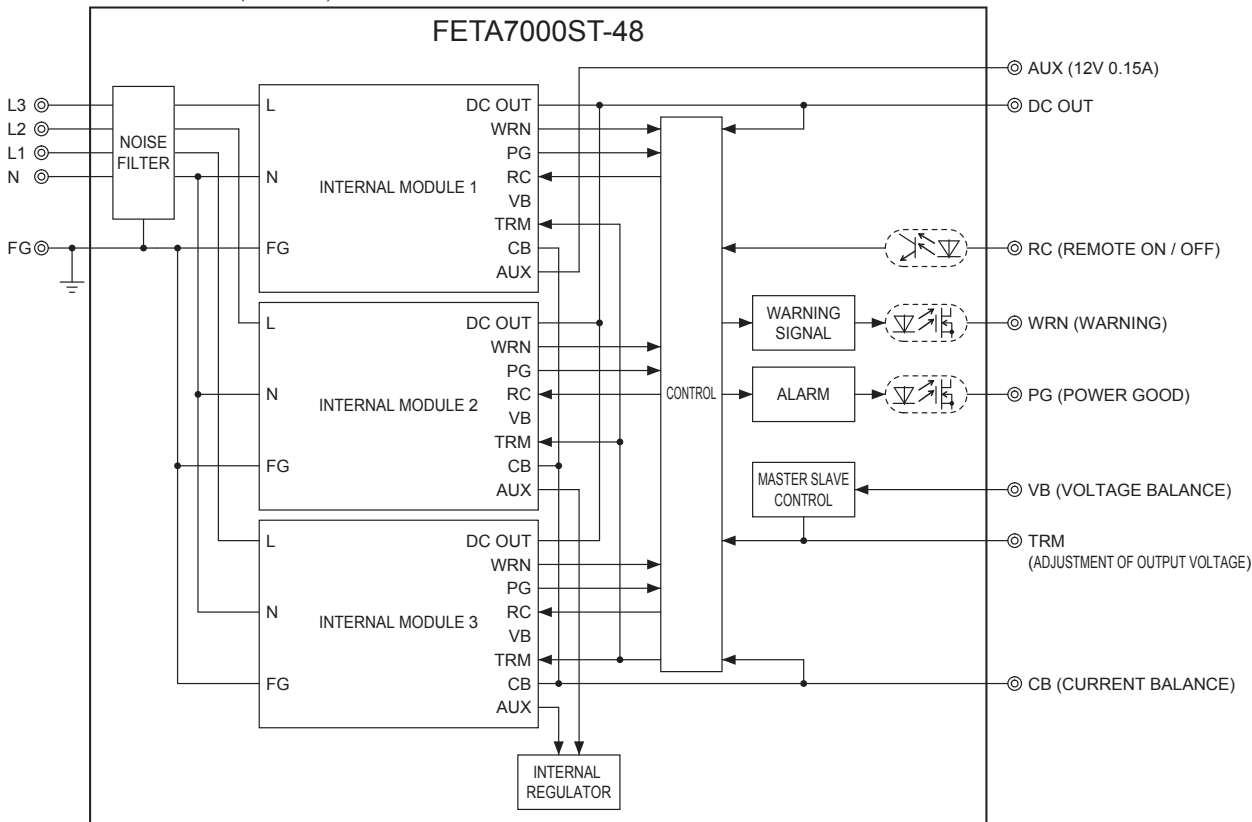 FETA7000ST-48
L3
L2
L1
N
FG
NOISE
FILTER
L
N
FG
INTERNAL MODULE 1
DC OUT
WRN
PG
RC
VB
TRM
CB
AUX
L
N
FG
INTERNAL MODULE 2
DC OUT
WRN
PG
RC
VB
TRM
CB
AUX
L
N
FG
INTERNAL MODULE 3
DC OUT
WRN
PG
RC
VB
TRM
CB
AUX
INTERNAL
REGULATOR
CONTROL
WARNING
SIGNAL
ALARM
MASTER SLAVE
CONTROL
AUX (12V 0.15A)
DC OUT
RC (REMOTE ON / OFF)
WRN (WARNING)
PG (POWER GOOD)
VB (VOLTAGE BALANCE)
TRM
(ADJUSTMENT OF OUTPUT VOLTAGE)
CB (CURRENT BALANCE)